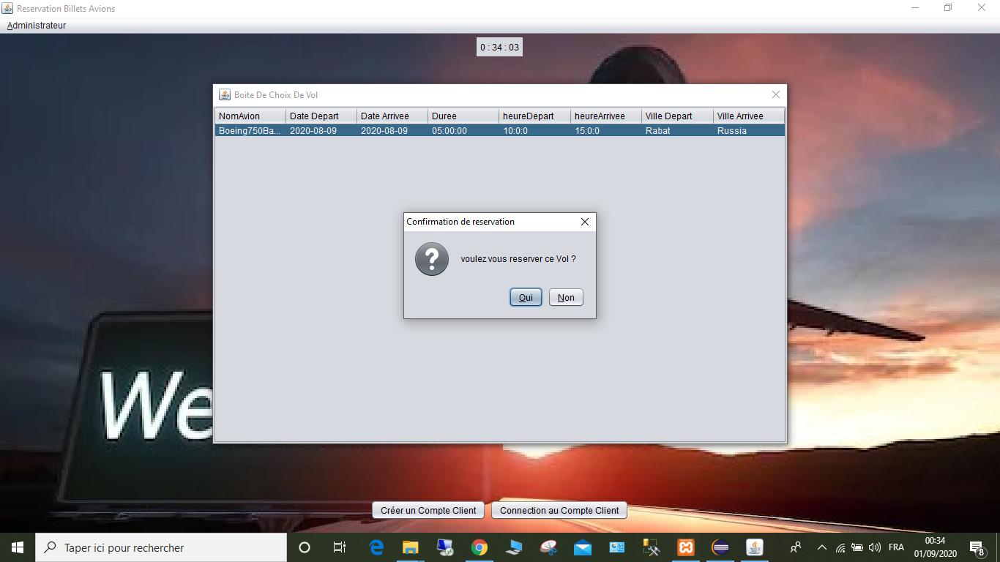 Reservation Billets Avions
Administrateur
0 : 34 : 03
Boite De Choix De Vol
NomAvion Date Depart Date Arrivee Duree heureDepart heureArrivee Ville Depart Ville Arrivee
Boeing750Ba... 2020-08-09 2020-08-09 05:00:00 10:0:0 15:0:0 Rabat Russia
Confirmation de reservation
voulez vous reserver ce Vol ?
Oui Non
We
Créer un Compte Client Connection au Compte Client
Taper ici pour rechercher
FRA
00:34
01/09/2020
8